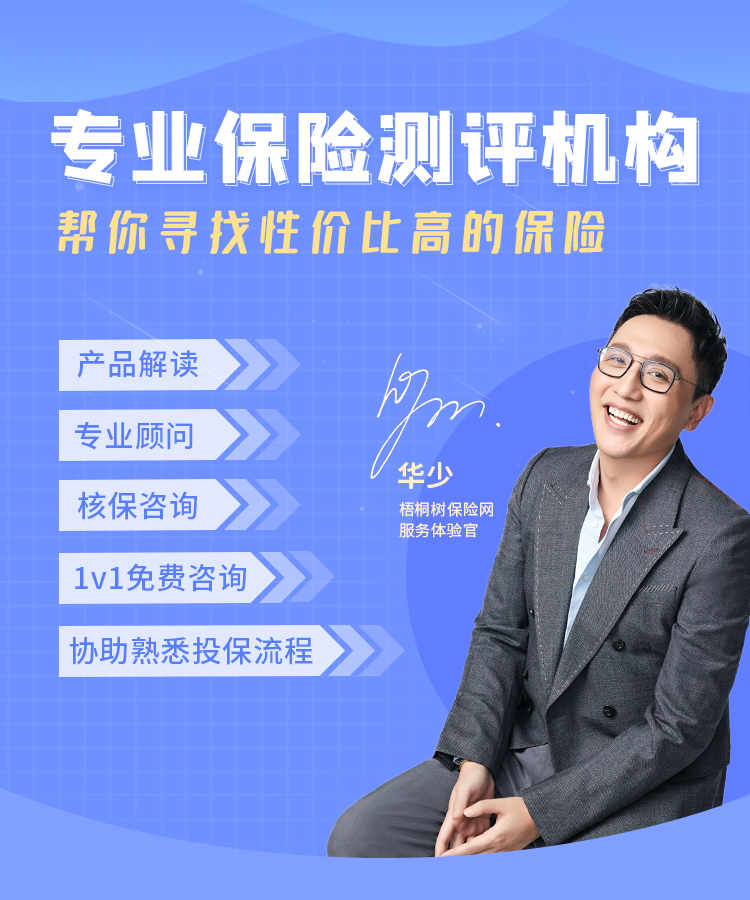 专业保险测评机构
帮你寻找性价比高的保险
产品解读
专业顾问
核保咨询
1v1免费咨询
协助熟悉投保流程
华少
梧桐树保险网
服务体验官